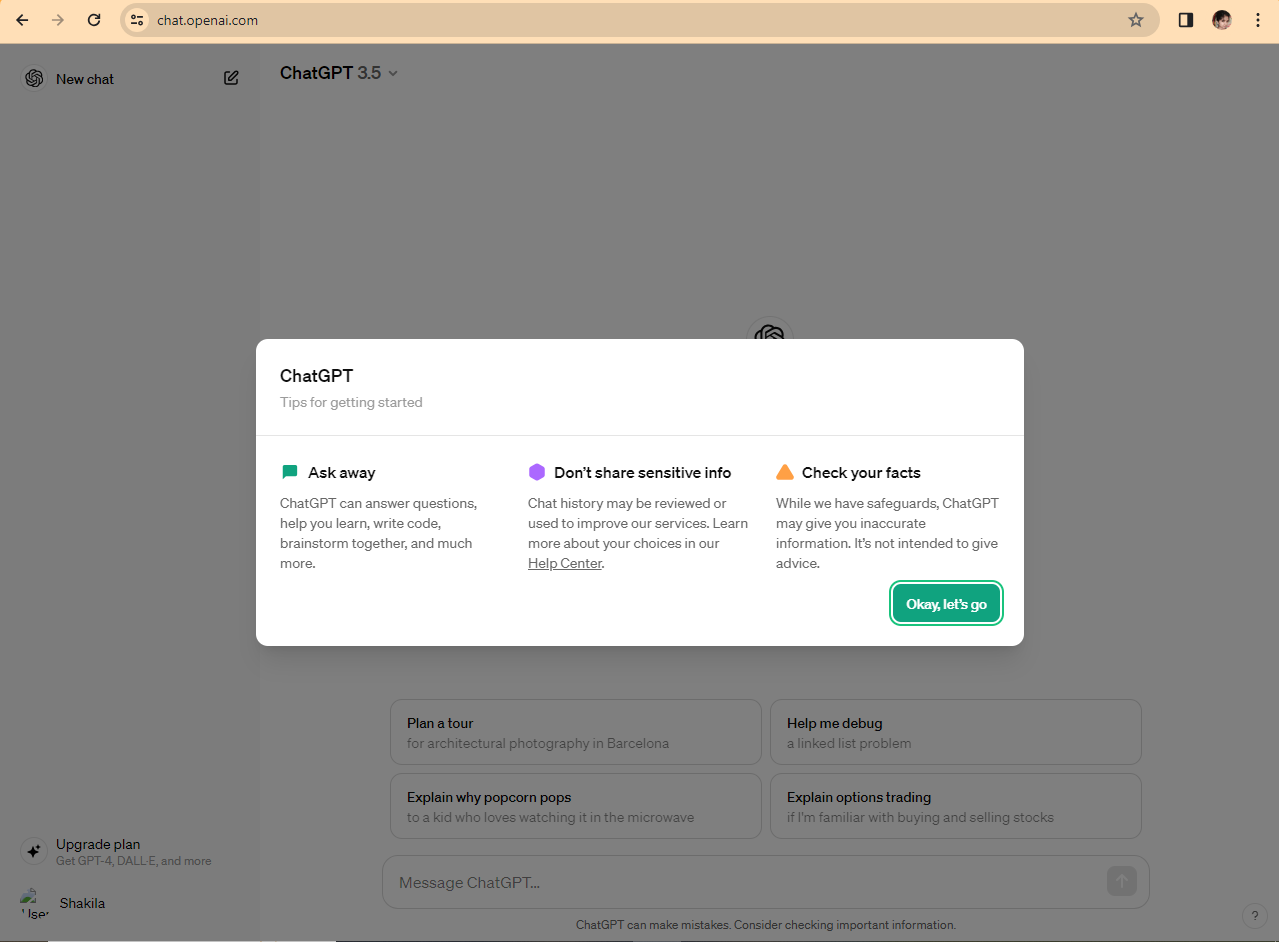 chat.openai.com
New chat
ChatGPT 3.5
ChatGPT
Tips for getting started
Ask away
ChatGPT can answer questions,
help you learn, write code,
brainstorm together, and much
more.
Don’t share sensitive info
Chat history may be reviewed or
used to improve our services. Learn
more about your choices in our
Help Center.
Check your facts
While we have safeguards, ChatGPT
may give you inaccurate
information. It’s not intended to give
advice.
Okay, let’s go
Plan a tour
for architectural photography in Barcelona
Help me debug
a linked list problem
Explain why popcorn pops
to a kid who loves watching it in the microwave
Explain options trading
if I'm familiar with buying and selling stocks
Upgrade plan
Get GPT-4, DALL·E, and more
User
Shakila
Message ChatGPT...
ChatGPT can make mistakes. Consider checking important information.
?